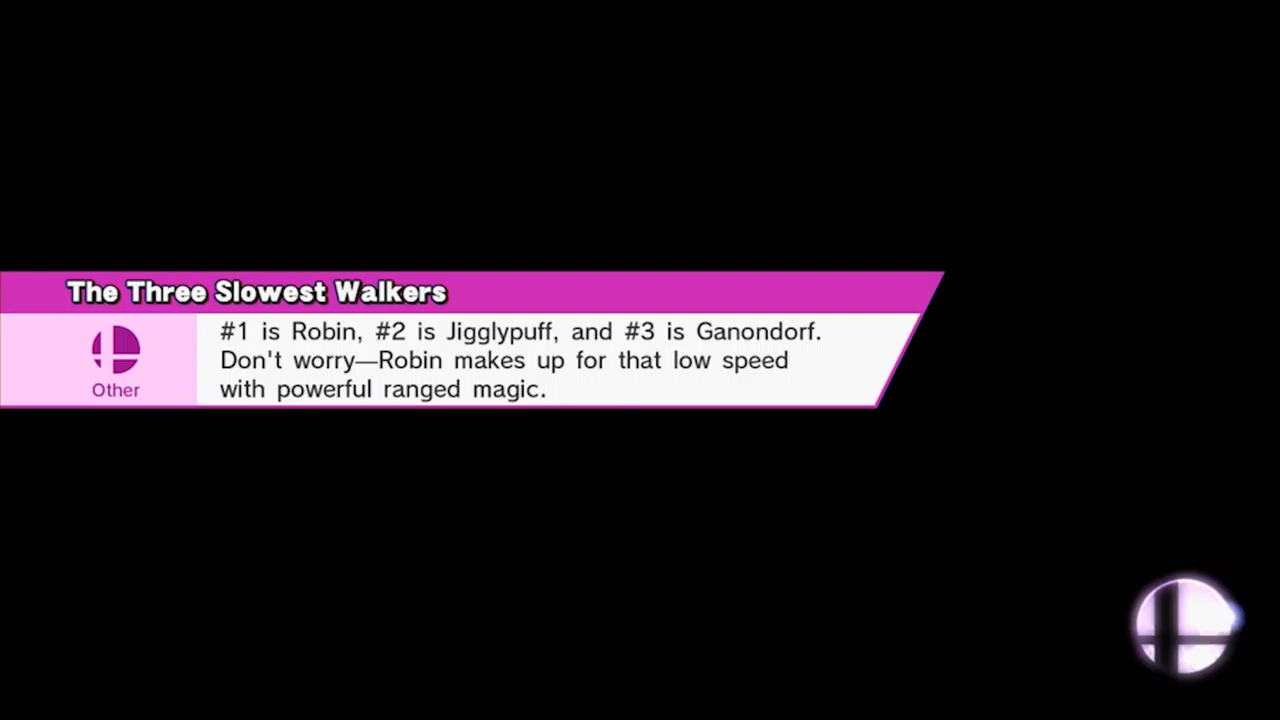 The Three Slowest Walkers
#1 is Robin, #2 is Jigglypuff, and #3 is Ganondorf.
Don't worry—Robin makes up for that low speed
with powerful ranged magic.
Other